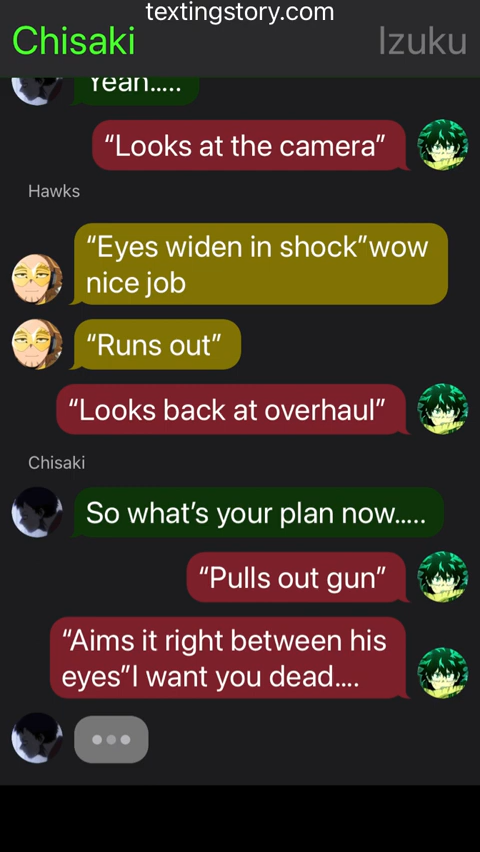 textingstory.com
Chisaki
Izuku
Yeah.....
“Looks at the camera”
Hawks
“Eyes widen in shock”wow
nice job
“Runs out”
“Looks back at overhaul”
Chisaki
So what’s your plan now.....
“Pulls out gun”
“Aims it right between his
eyes”I want you dead....